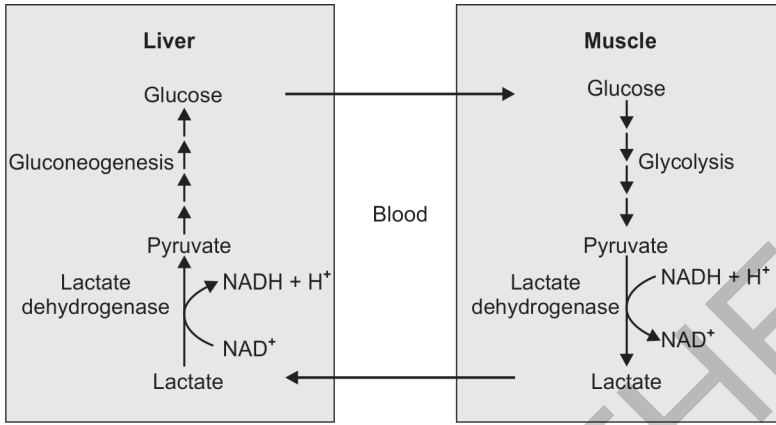 Liver
Glucose
Gluconeogenesis
Pyruvate
Lactate
dehydrogenase
NADH + H+
NAD+
Lactate
Blood
Muscle
Glucose
Glycolysis
Pyruvate
Lactate
dehydrogenase
NADH + H+
NAD+
Lactate